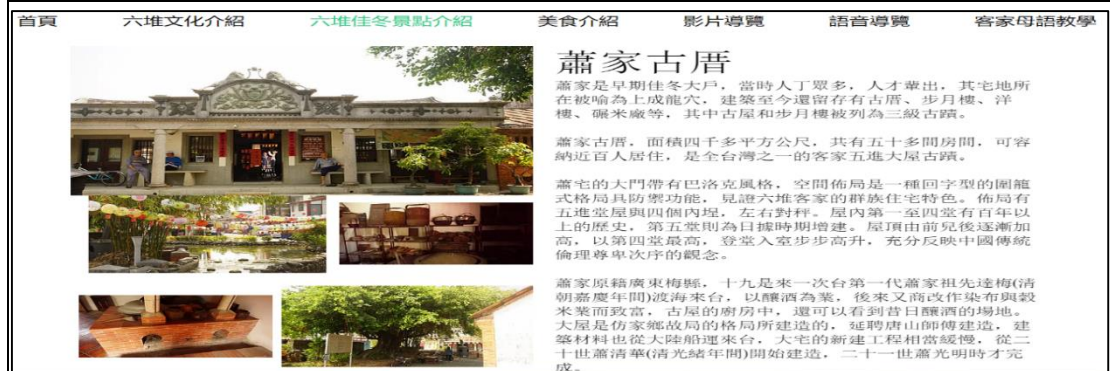 首頁 六堆文化介紹 六堆佳冬景點介紹 美食介紹 影片導覽 語音導覽 客家母語教學
蕭家古厝
蕭家是早期佳冬大戶，當時人丁眾多，人才輩出，其宅地所
在被喻為上成龍穴，建築至今還留存有古厝、步月樓、洋
樓、碾米廠等，其中古屋和步月樓被列為三級古蹟。
蕭家古厝，面積四千多平方公尺，共有五十多間房間，可容
納近百人居住，是全台灣之一的客家五進大屋古蹟。
蕭宅的大門帶有巴洛克風格，空間佈局是一種回字型的圍龍
式格局具防禦功能，見證六堆客家的群族住宅特色。佈局有
五進堂屋與四個內埕，左右對秤。屋內第一至四堂有百年以
上的歷史，第五堂則為日據時期增建。屋頂由前兒後逐漸加
高，以第四堂最高，登堂入室步步高升，充分反映中國傳統
倫理尊卑次序的觀念。
蕭家原籍廣東梅縣，十九是來一次台第一代蕭家祖先達梅(清
朝嘉慶年間)渡海來台，以釀酒為業，後來又商改作染布與穀
米業而致富，古屋的廚房中，還可以看到昔日釀酒的場地。
大屋是仿家鄉故局的格局所建造的，延聘唐山師傅建造，建
築材料也從大陸船運來台，大宅的新建工程相當緩慢，從二
十世蕭清華(清光緒年間)開始建造，二十一世蕭光明時才完
成。